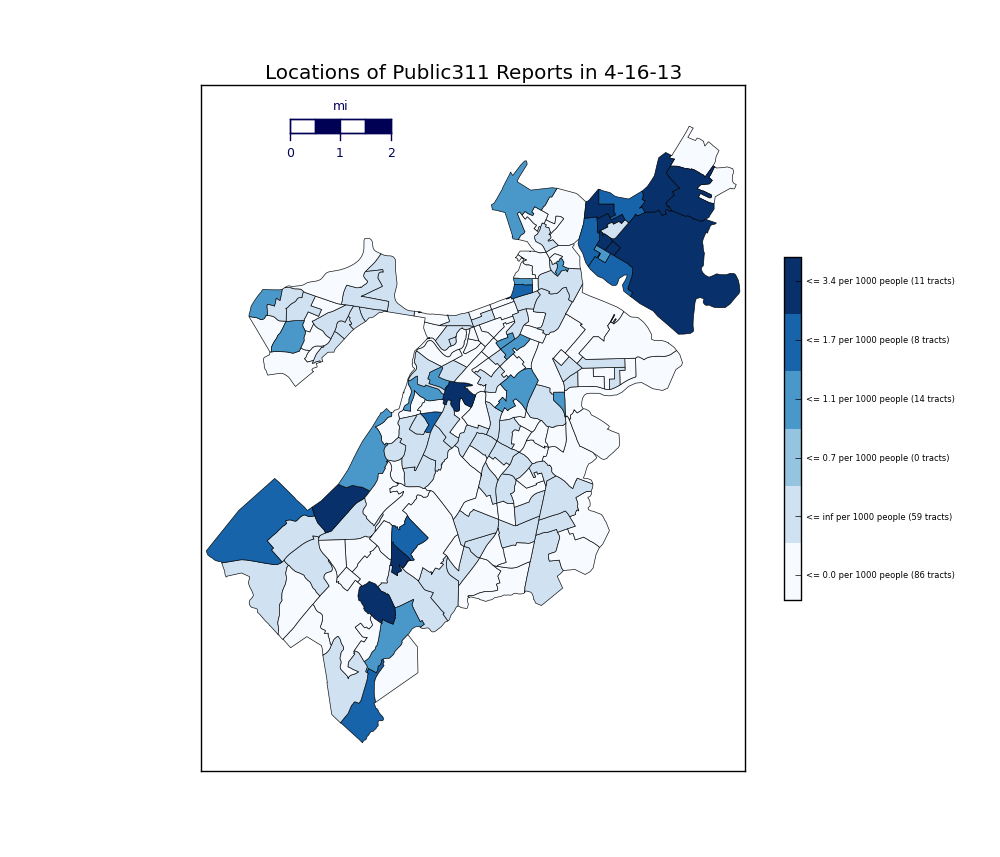 Locations of Public311 Reports in 4-16-13
mi
0 1 2
<= 3.4 per 1000 people (11 tracts)
<= 1.7 per 1000 people (8 tracts)
<= 1.1 per 1000 people (14 tracts)
<= 0.7 per 1000 people (0 tracts)
<= inf per 1000 people (59 tracts)
<= 0.0 per 1000 people (86 tracts)